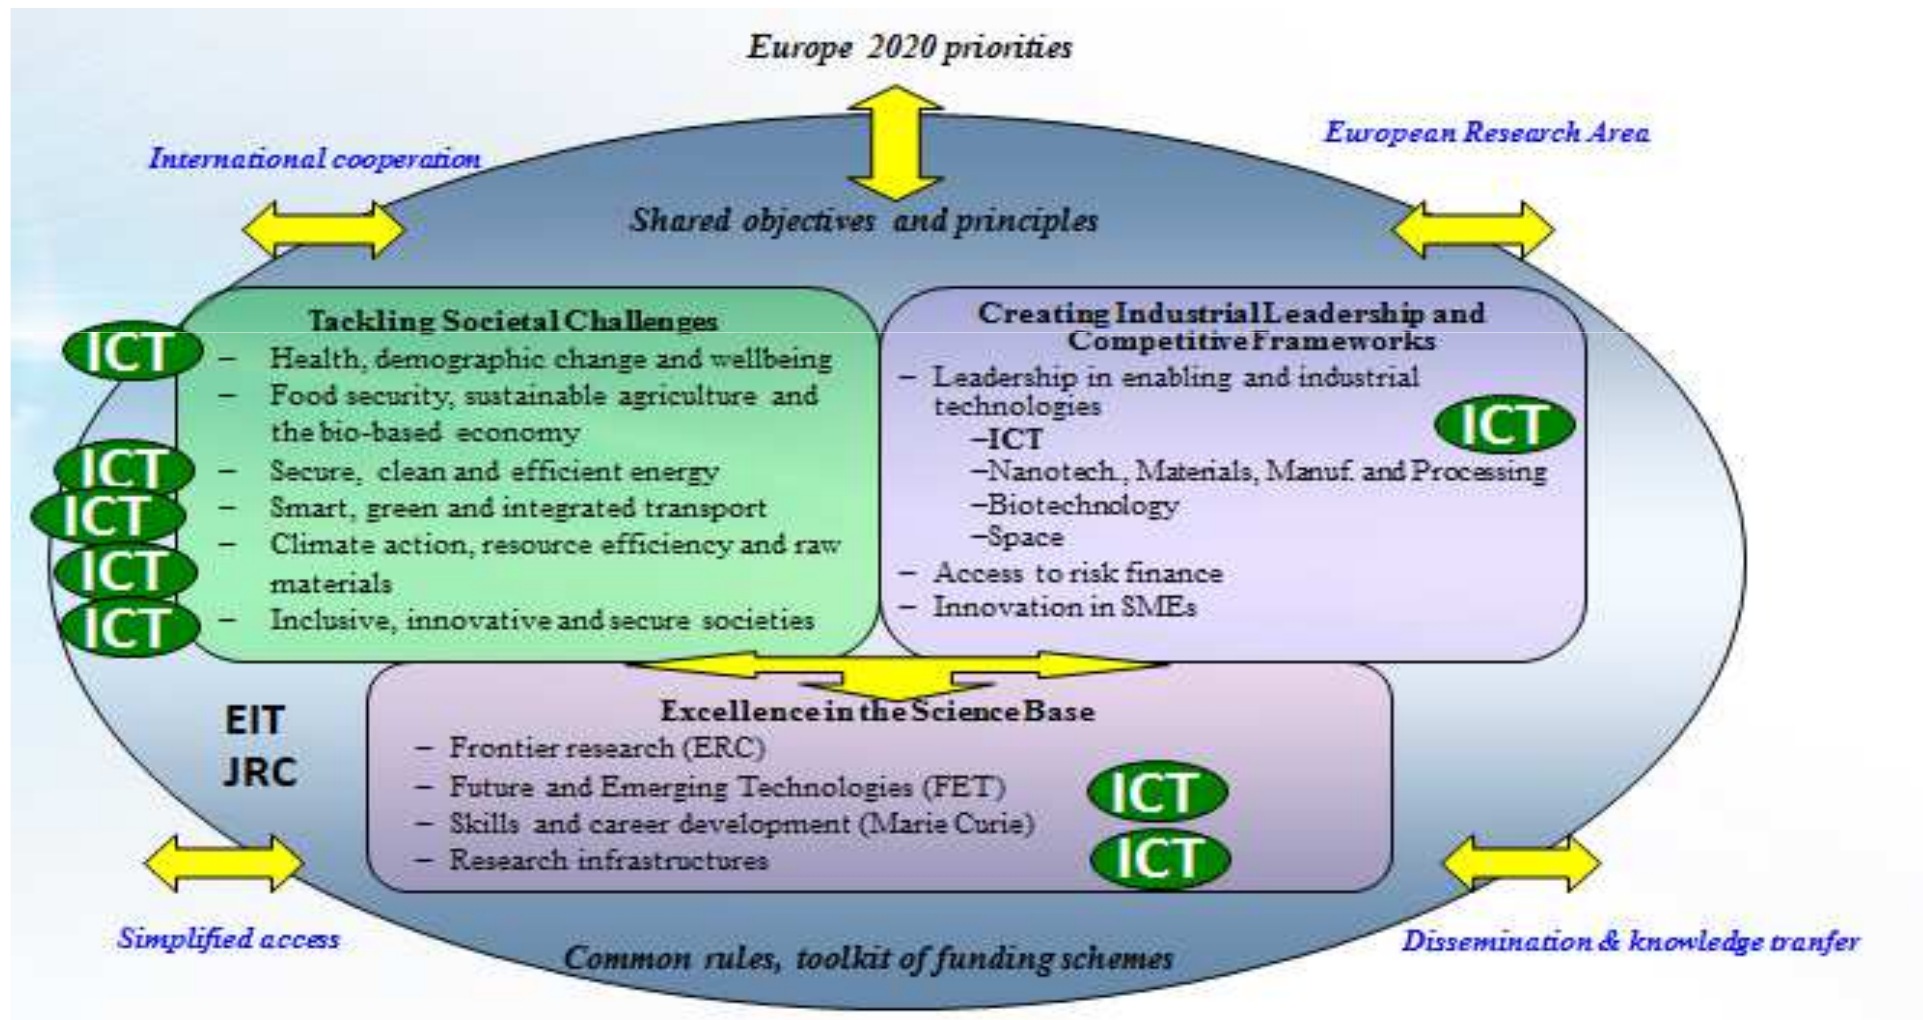 Europe 2020 priorities
International cooperation
European Research Area
Shared objectives and principles
Tackling Societal Challenges
ICT
– Health, demographic change and wellbeing
– Food security, sustainable agriculture and
the bio-based economy
ICT
– Secure, clean and efficient energy
ICT
– Smart, green and integrated transport
ICT
– Climate action, resource efficiency and raw
materials
ICT
– Inclusive, innovative and secure societies
Creating Industrial Leadership and
Competitive Frameworks
– Leadership in enabling and industrial
technologies
ICT
–ICT
–Nanotech., Materials, Manuf. and Processing
–Biotechnology
–Space
– Access to risk finance
– Innovation in SMEs
EIT
JRC
Excellence in the Science Base
– Frontier research (ERC)
– Future and Emerging Technologies (FET)
ICT
– Skills and career development (Marie Curie)
– Research infrastructures
ICT
Simplified access
Dissemination & knowledge tranfer
Common rules, toolkit of funding schemes